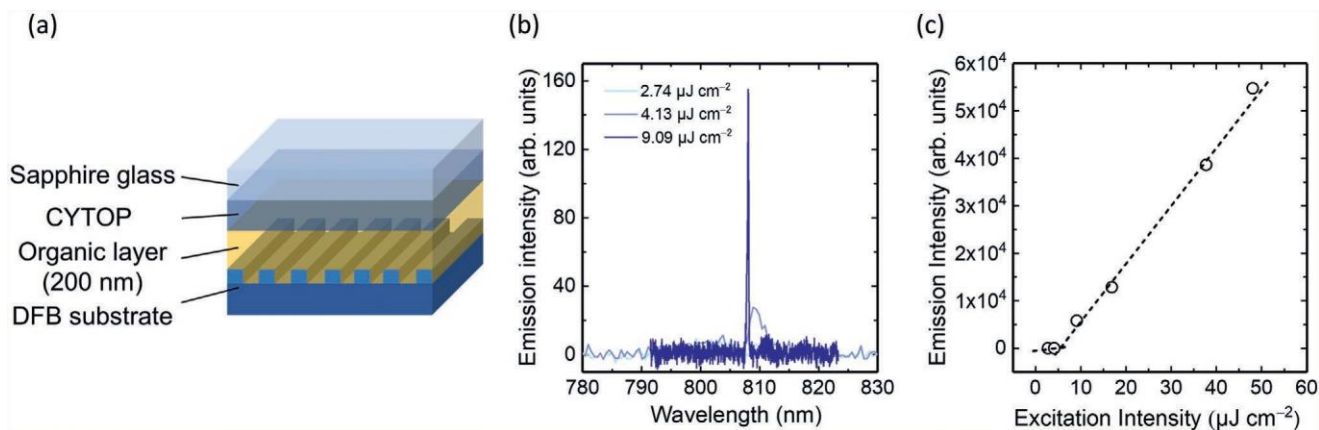 (a)
Sapphire glass
CYTOP
Organic layer
(200 nm)
DFB substrate
(b)
Emission intensity (arb. units)
160
120
80
40
0
2.74 µJ cm⁻²
4.13 µJ cm⁻²
9.09 µJ cm⁻²
780 790 800 810 820 830
Wavelength (nm)
(c)
Emission Intensity (arb. units)
6x10⁴
5x10⁴
4x10⁴
3x10⁴
2x10⁴
1x10⁴
0
0 10 20 30 40 50 60
Excitation Intensity (µJ cm⁻²)